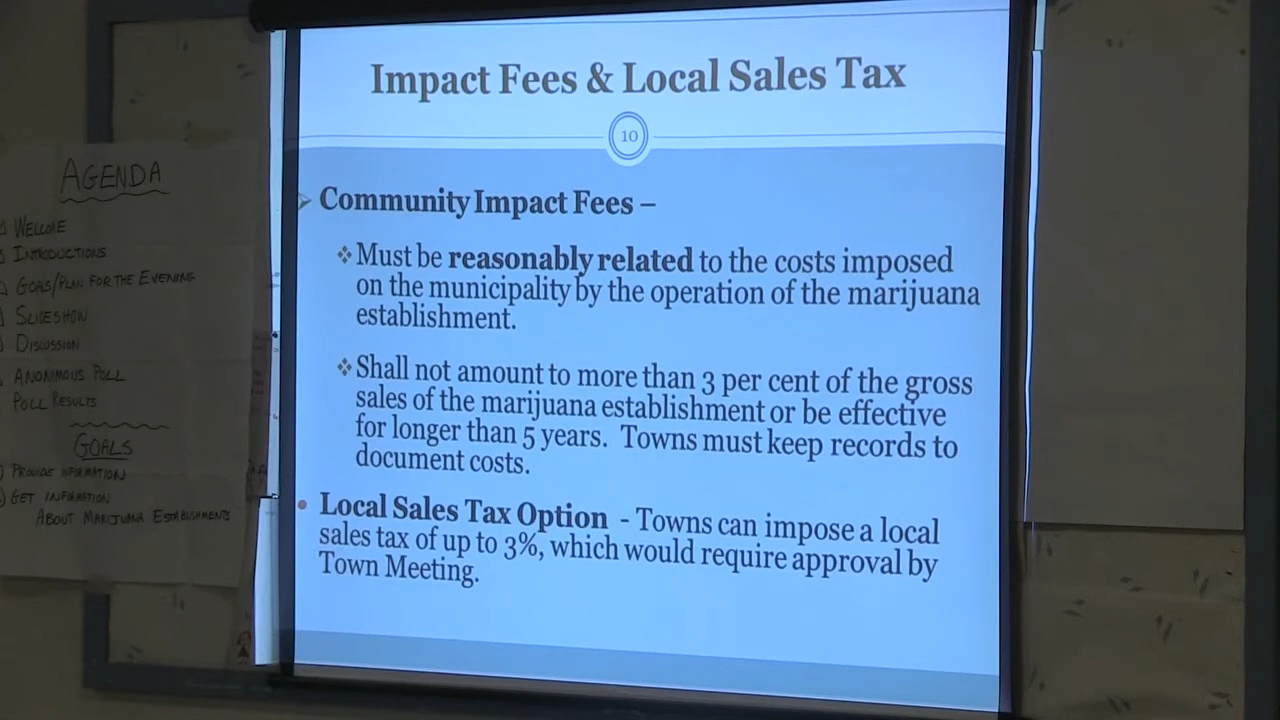 AGENDA
WELCOME
INTRODUCTIONS
GOALS/PLAN FOR THE EVENING
SLIDESHOW
DISCUSSION
ANONMOUS POLL
POLL RESULTS
GOALS
PROVIDE INFORMATION
GET INFORMATION
ABOUT MARIJUANA ESTABLISHMENTS
Impact Fees & Local Sales Tax
10
Community Impact Fees –
Must be reasonably related to the costs imposed
on the municipality by the operation of the marijuana
establishment.
Shall not amount to more than 3 per cent of the gross
sales of the marijuana establishment or be effective
for longer than 5 years. Towns must keep records to
document costs.
Local Sales Tax Option - Towns can impose a local
sales tax of up to 3%, which would require approval by
Town Meeting.